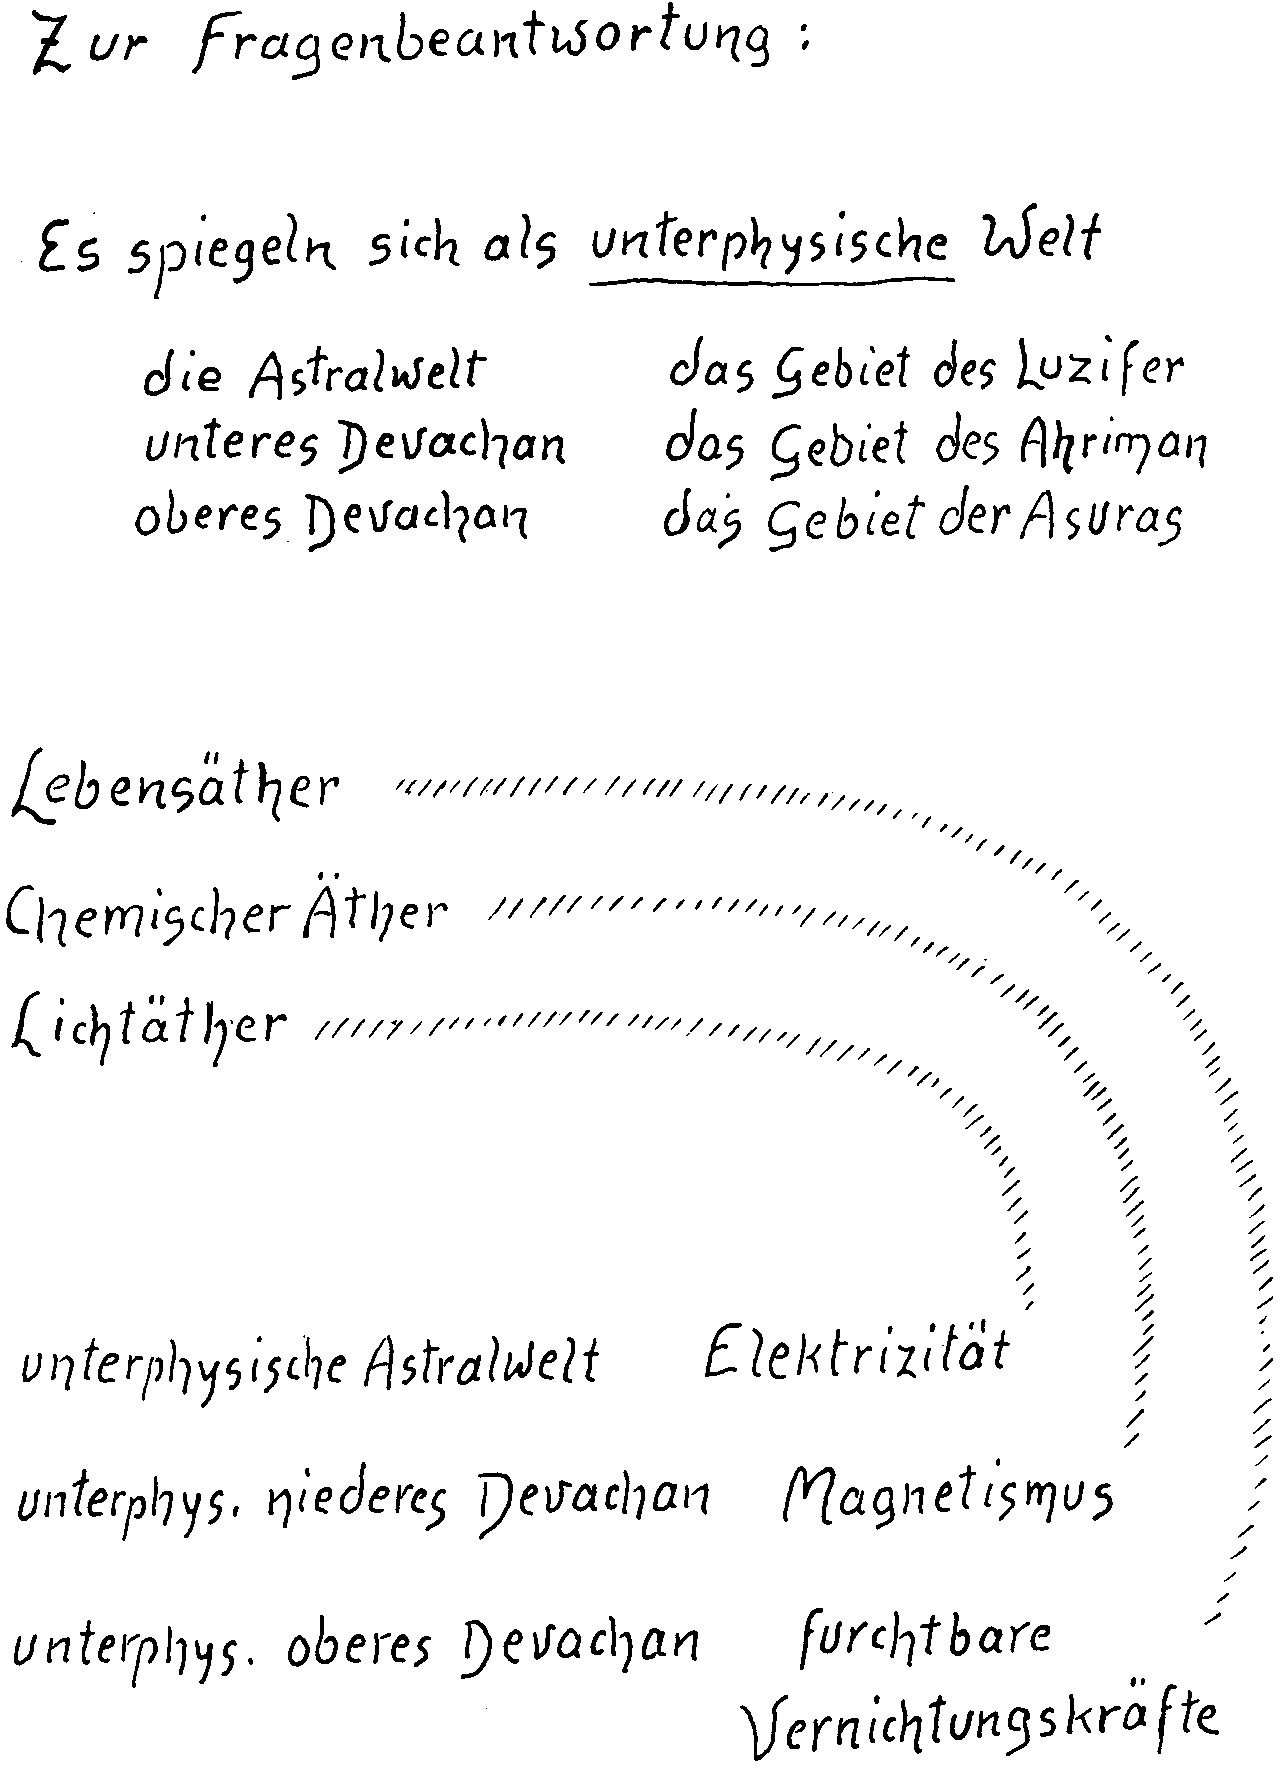 Zur Fragenbeantwortung :
Es spiegeln sich als unterphysische Welt
die Astralwelt das Gebiet des Luzifer
unteres Devachan das Gebiet des Ahriman
oberes Devachan das Gebiet der Asuras
Lebensäther
Chemischer Äther
Lichtäther
unterphysische Astralwelt Elektrizität
unterphys. niederes Devachan Magnetismus
unterphys. oberes Devachan furchtbare
Vernichtungskräfte